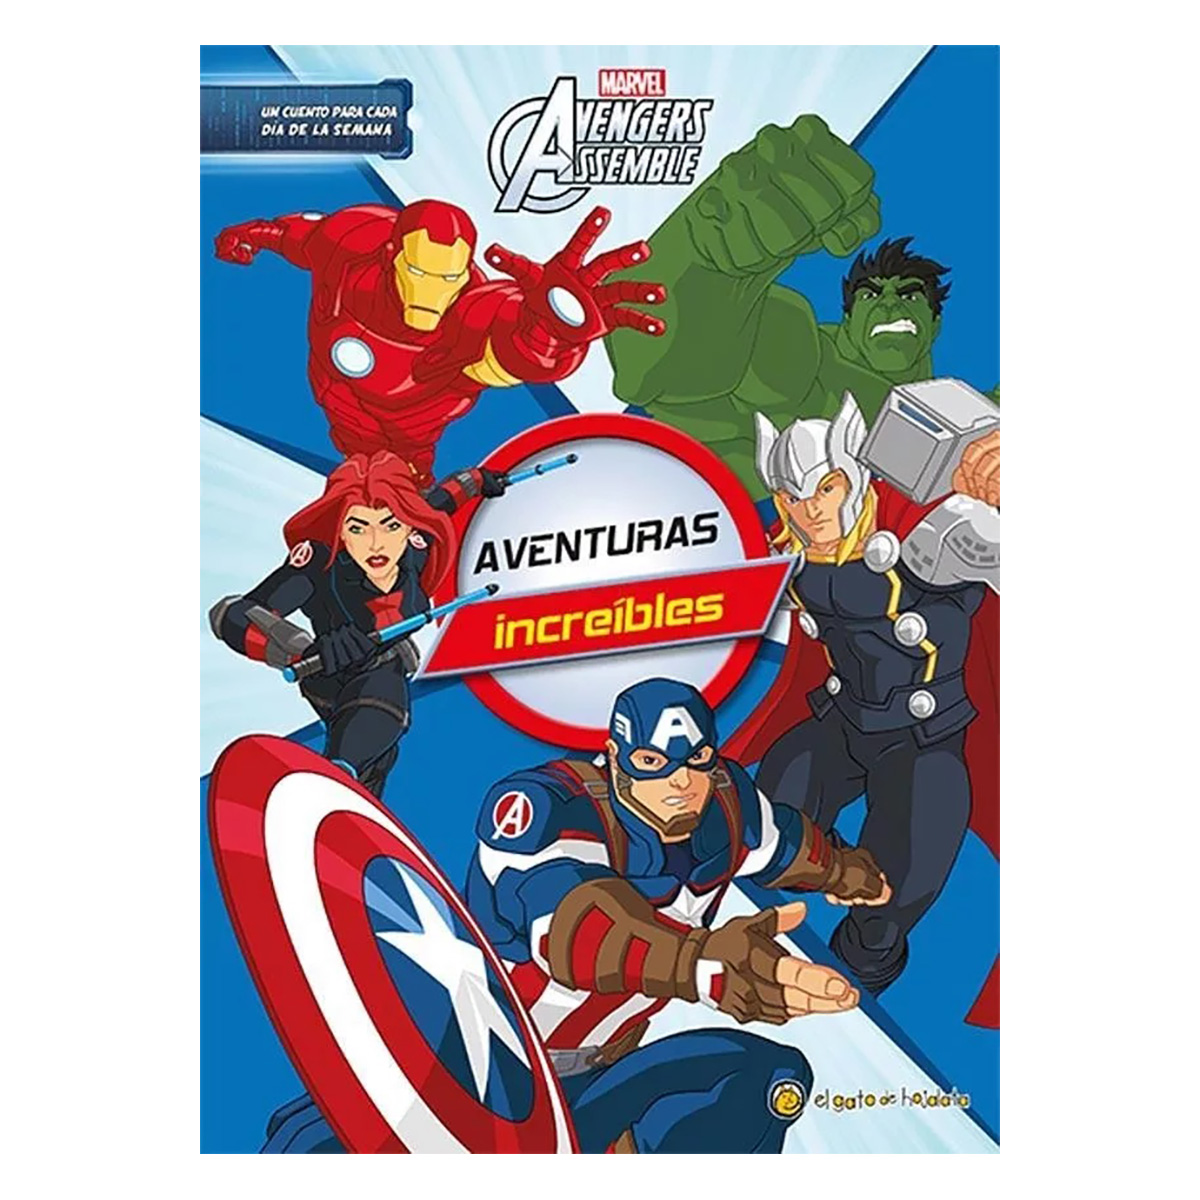 UN CUENTO PARA CADA
DÍA DE LA SEMANA
MARVEL
AVENGERS
ASSEMBLE
AVENTURAS
increíbles
el gato de hojalata